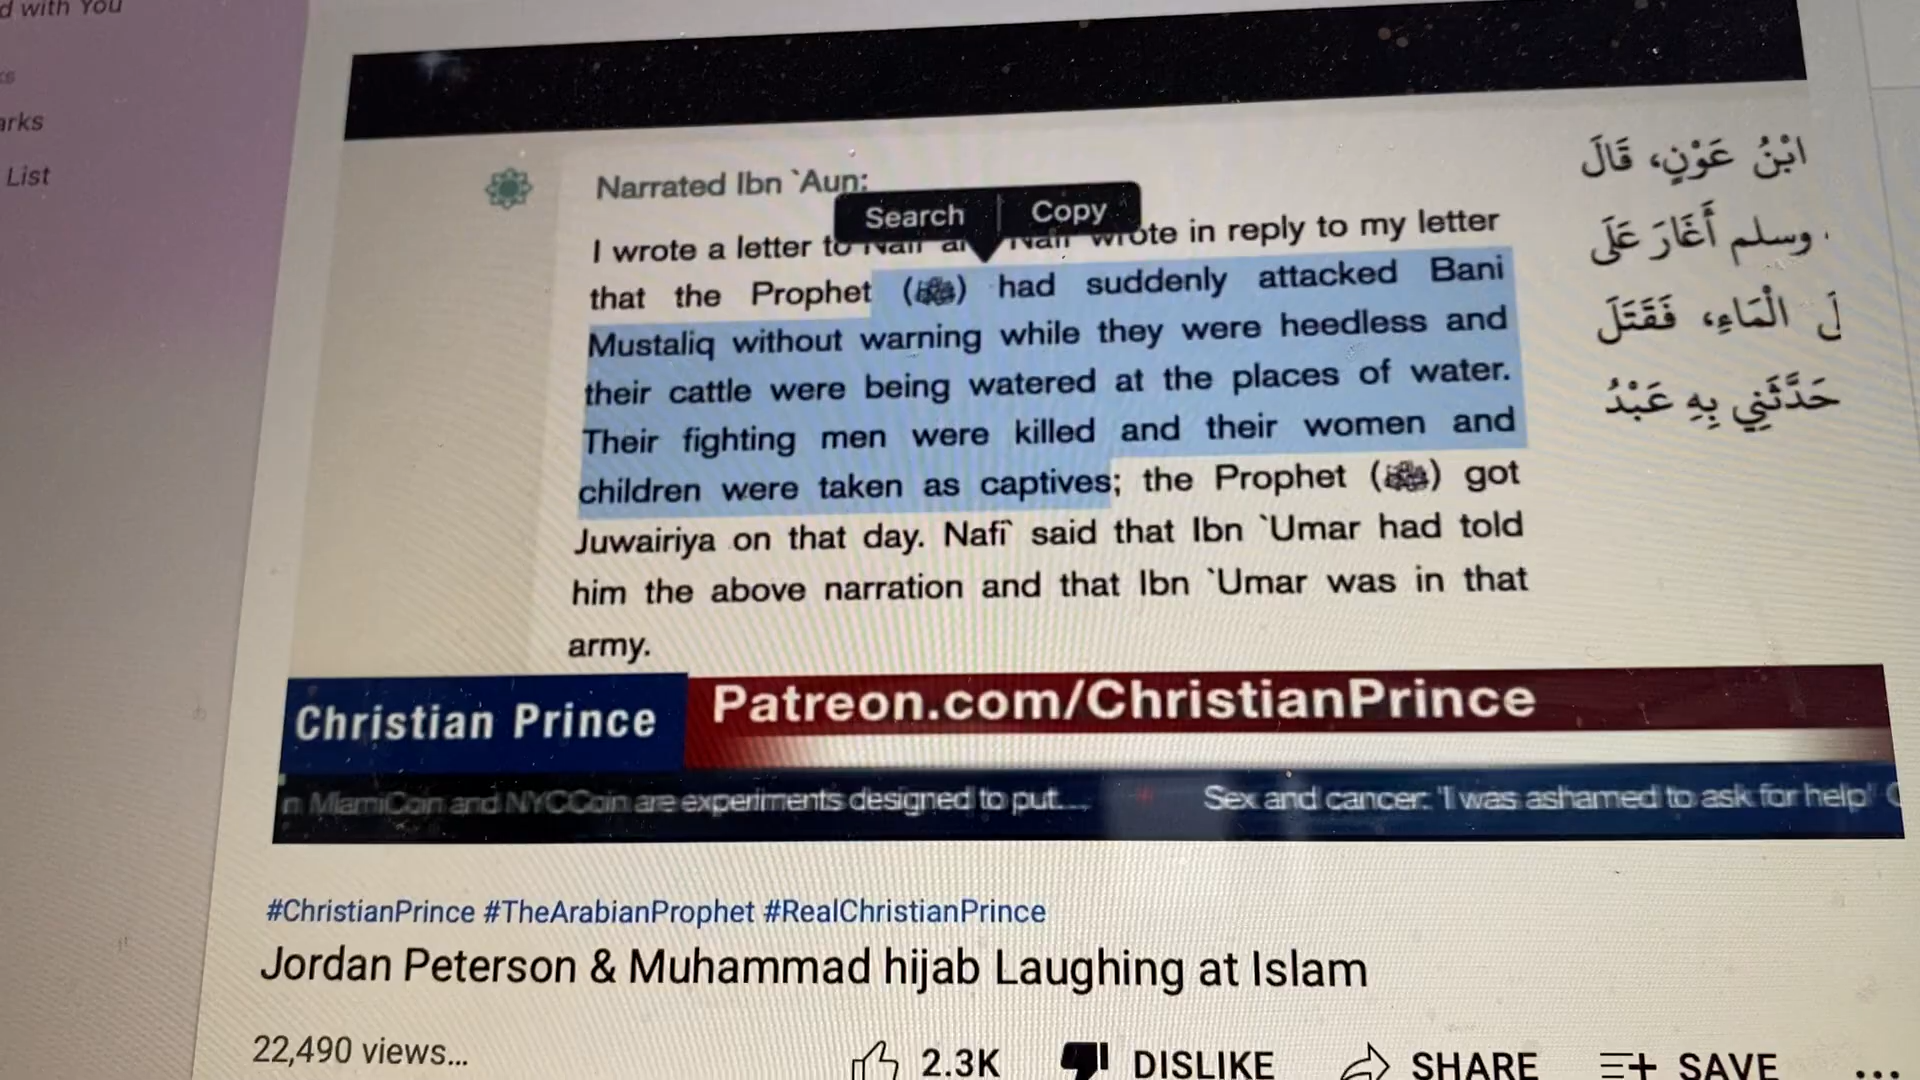 d with You
arks
List
Narrated Ibn `Aun:
Search
Copy
I wrote a letter to Nafi wrote in reply to my letter
that the Prophet (ﷺ) had suddenly attacked Bani
Mustaliq without warning while they were heedless and
their cattle were being watered at the places of water.
Their fighting men were killed and their women and
children were taken as captives; the Prophet (ﷺ) got
Juwairiya on that day. Nafi` said that Ibn `Umar had told
him the above narration and that Ibn `Umar was in that
army.
ابْنُ عَوْنٍ، قَالَ
وسلم أَغَارَ عَلَى
لَ الْمَاءِ، فَقَتَلَ
حَدَّثَنِي بِهِ عَبْدُ
Christian Prince
Patreon.com/ChristianPrince
n MiamiCoin and NYCCoin are experiments designed to put...
Sex and cancer: 'I was ashamed to ask for help'
#ChristianPrince #TheArabianProphet #RealChristianPrince
Jordan Peterson & Muhammad hijab Laughing at Islam
22,490 views...
2.3K
DISLIKE
SHARE
SAVE
...